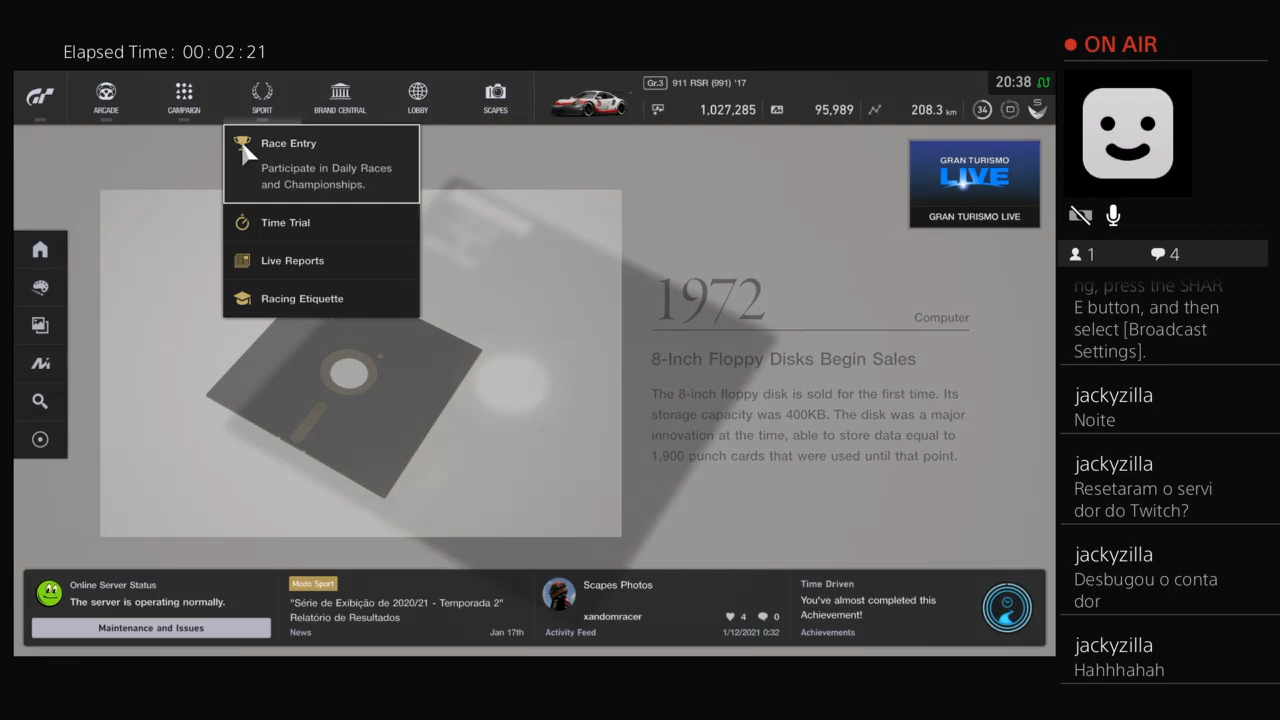 Elapsed Time: 00:02:21
ON AIR
ARCADE
CAMPAIGN
SPORT
BRAND CENTRAL
LOBBY
SCAPES
Gr.3 911 RSR (991) '17
1,027,285
95,989
208.3 km
20:38
34
S
Race Entry
Participate in Daily Races
and Championships.
Time Trial
Live Reports
Racing Etiquette
GRAN TURISMO
LIVE
GRAN TURISMO LIVE
1972
Computer
8-Inch Floppy Disks Begin Sales
The 8-inch floppy disk is sold for the first time. Its
storage capacity was 400KB. The disk was a major
innovation at the time, able to store data equal to
1,900 punch cards that were used until that point.
Online Server Status
The server is operating normally.
Maintenance and Issues
Modo Sport
"Série de Exibição de 2020/21 - Temporada 2"
Relatório de Resultados
News
Jan 17th
Scapes Photos
xandomracer
4
0
Activity Feed
1/12/2021 0:32
Time Driven
You've almost completed this
Achievement!
Achievements
1
4
ng, press the SHAR
E button, and then
select [Broadcast
Settings].
jackyzilla
Noite
jackyzilla
Resetaram o servi
dor do Twitch?
jackyzilla
Desbugou o conta
dor
jackyzilla
Hahhhahah